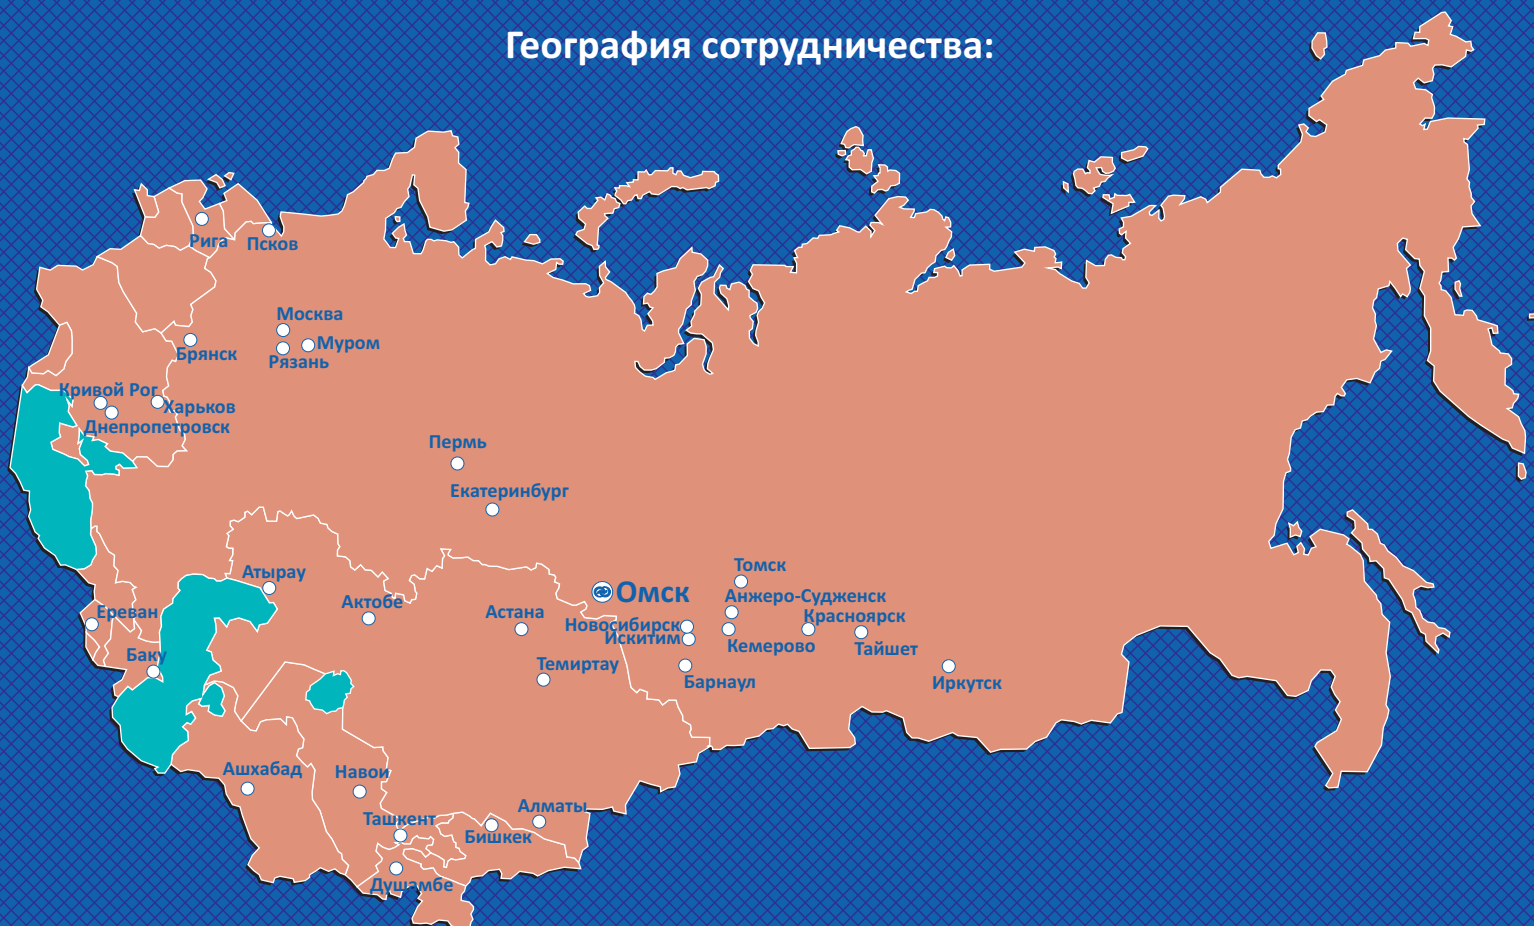 География сотрудничества:
Рига
Псков
Москва
Муром
Брянск
Рязань
Кривой Рог
Харьков
Днепропетровск
Пермь
Екатеринбург
Томск
Атырау
Омск
Анжеро-Судженск
Актобе
Ереван
Астана
Красноярск
Новосибирск
Искитим
Кемерово
Тайшет
Баку
Темиртау
Барнаул
Иркутск
Ашхабад
Навои
Алматы
Ташкент
Бишкек
Душамбе